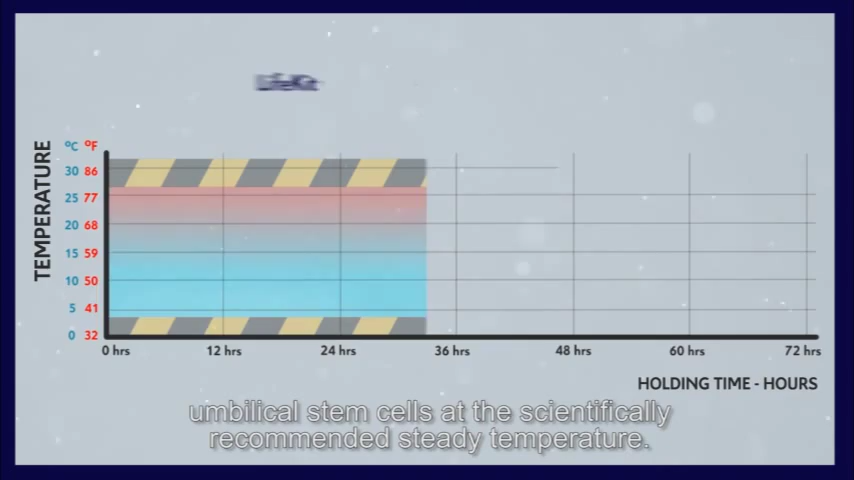 LifeKit
TEMPERATURE
°C °F
30 86
25 77
20 68
15 59
10 50
5 41
0 32
0 hrs 12 hrs 24 hrs 36 hrs 48 hrs 60 hrs 72 hrs
HOLDING TIME - HOURS
umbilical stem cells at the scientifically
recommended steady temperature.